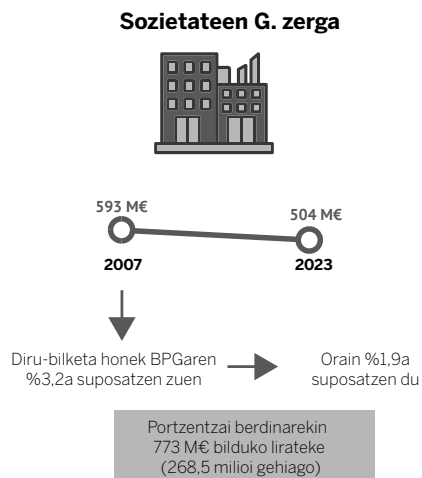 Sozietateen G. zerga
593 M€
504 M€
2007
2023
Diru-bilketa honek BPGaren
%3,2a suposatzen zuen
Orain %1,9a
suposatzen du
Portzentzai berdinarekin
773 M€ bilduko lirateke
(268,5 milioi gehiago)